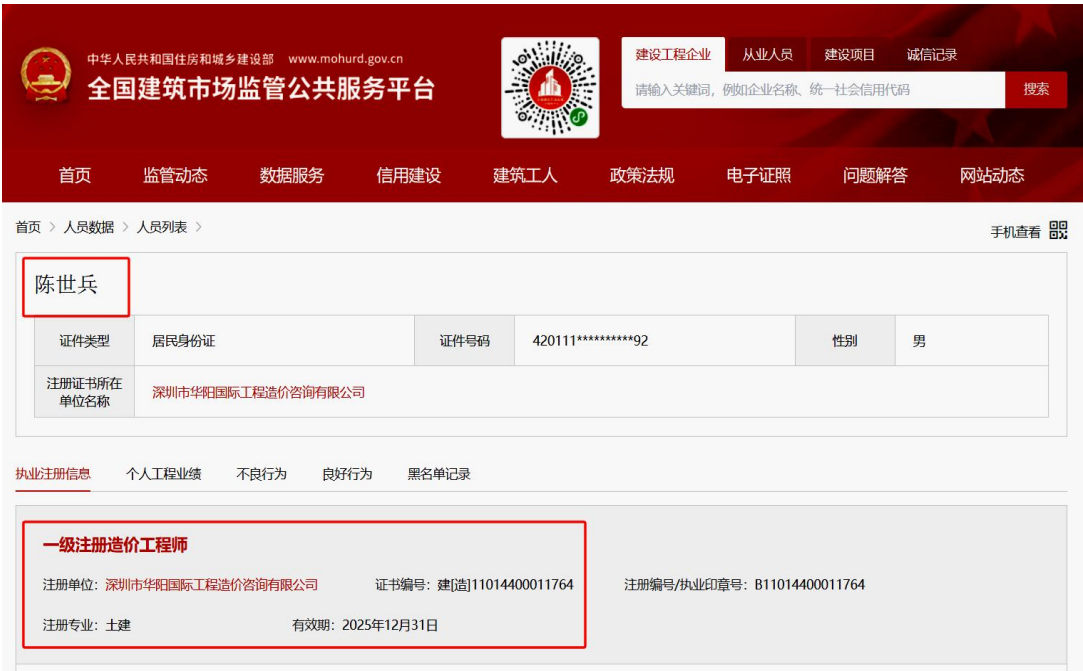 中华人民共和国住房和城乡建设部 www.mohurd.gov.cn
全国建筑市场监管公共服务平台
建设工程企业 从业人员 建设项目 诚信记录
请输入关键词，例如企业名称、统一社会信用代码 搜索
首页 监管动态 数据服务 信用建设 建筑工人 政策法规 电子证照 问题解答 网站动态
首页 > 人员数据 > 人员列表 >
手机查看
陈世兵
证件类型 居民身份证 证件号码 420111**********92 性别 男
注册证书所在
单位名称
深圳市华阳国际工程造价咨询有限公司
执业注册信息 个人工程业绩 不良行为 良好行为 黑名单记录
一级注册造价工程师
注册单位：深圳市华阳国际工程造价咨询有限公司 证书编号：建[造]11014400011764 注册编号/执业印章号：B11014400011764
注册专业：土建 有效期：2025年12月31日